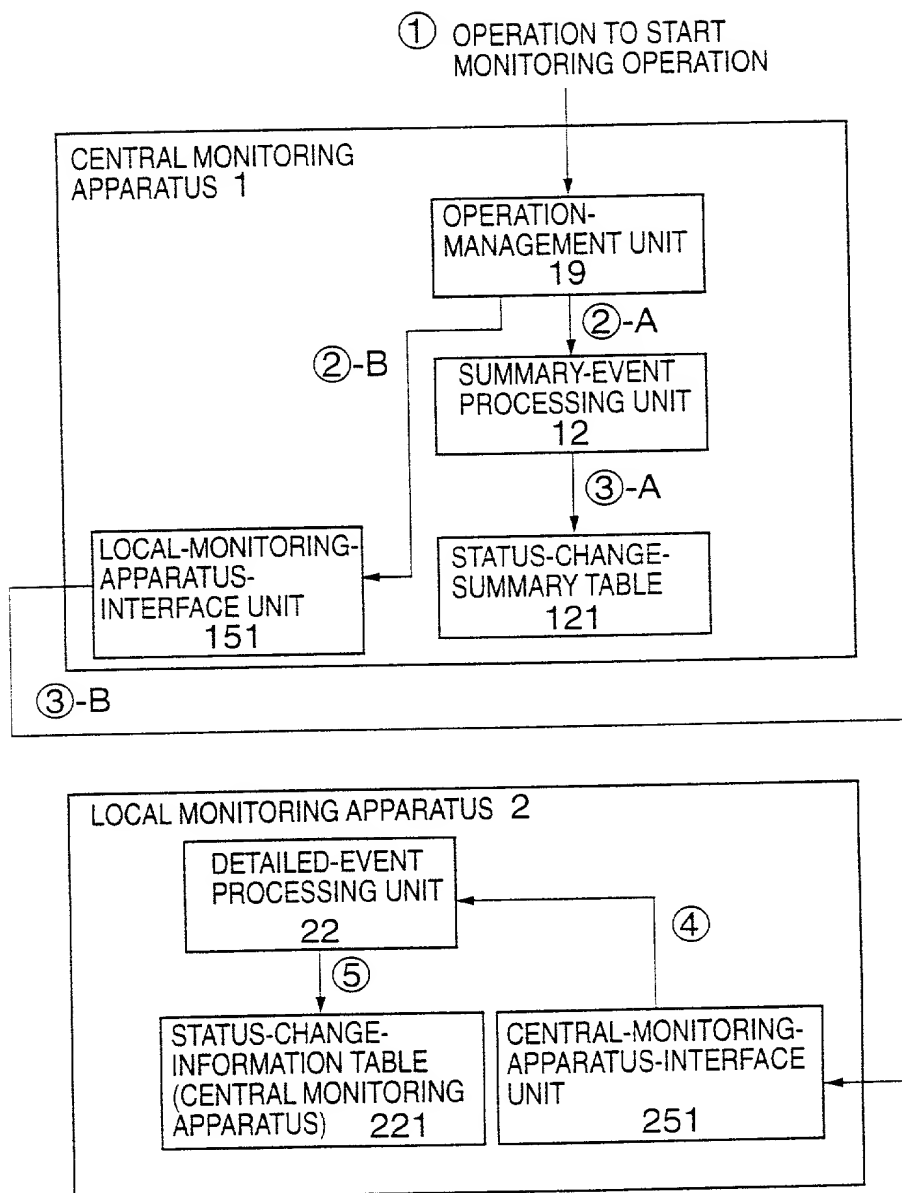 ① OPERATION TO START
MONITORING OPERATION
CENTRAL MONITORING
APPARATUS 1
OPERATION-
MANAGEMENT UNIT
19
②-A
②-B
SUMMARY-EVENT
PROCESSING UNIT
12
③-A
LOCAL-MONITORING-
APPARATUS-
INTERFACE UNIT
151
STATUS-CHANGE-
SUMMARY TABLE
121
③-B
LOCAL MONITORING APPARATUS 2
DETAILED-EVENT
PROCESSING UNIT
22
④
⑤
STATUS-CHANGE-
INFORMATION TABLE
(CENTRAL MONITORING
APPARATUS) 221
CENTRAL-MONITORING-
APPARATUS-INTERFACE
UNIT
251